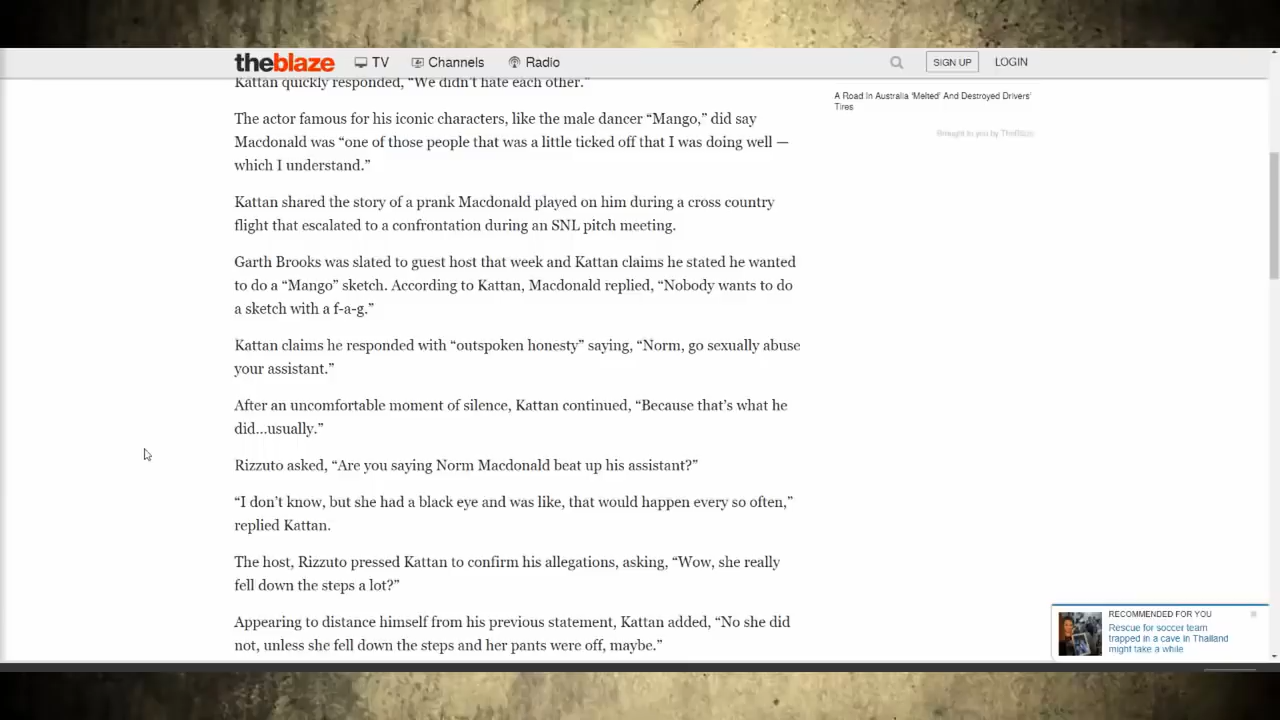 theblaze TV Channels Radio SIGN UP LOGIN
Kattan quickly responded, “We didn’t hate each other.”
The actor famous for his iconic characters, like the male dancer “Mango,” did say
Macdonald was “one of those people that was a little ticked off that I was doing well —
which I understand.”
Kattan shared the story of a prank Macdonald played on him during a cross country
flight that escalated to a confrontation during an SNL pitch meeting.
Garth Brooks was slated to guest host that week and Kattan claims he stated he wanted
to do a “Mango” sketch. According to Kattan, Macdonald replied, “Nobody wants to do
a sketch with a f-a-g.”
Kattan claims he responded with “outspoken honesty” saying, “Norm, go sexually abuse
your assistant.”
After an uncomfortable moment of silence, Kattan continued, “Because that’s what he
did…usually.”
Rizzuto asked, “Are you saying Norm Macdonald beat up his assistant?”
“I don’t know, but she had a black eye and was like, that would happen every so often,”
replied Kattan.
The host, Rizzuto pressed Kattan to confirm his allegations, asking, “Wow, she really
fell down the steps a lot?”
Appearing to distance himself from his previous statement, Kattan added, “No she did
not, unless she fell down the steps and her pants were off, maybe.”
A Road In Australia ‘Melted’ And Destroyed Drivers’
Tires
Brought to you by TheBlaze
RECOMMENDED FOR YOU
Rescue for soccer team
trapped in a cave in Thailand
might take a while